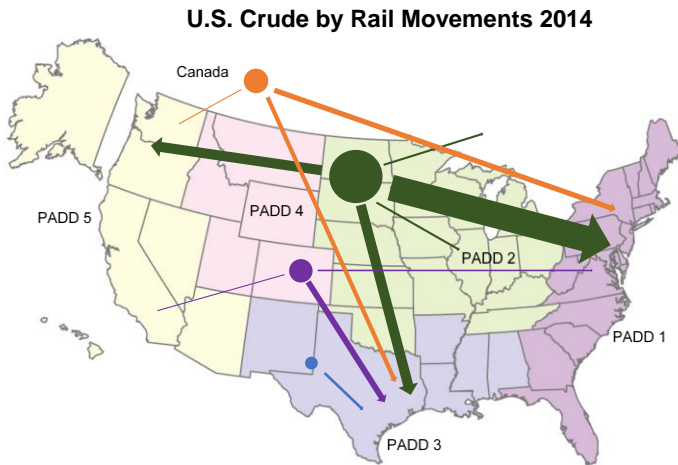 U.S. Crude by Rail Movements 2014
Canada
PADD 5
PADD 4
PADD 2
PADD 1
PADD 3